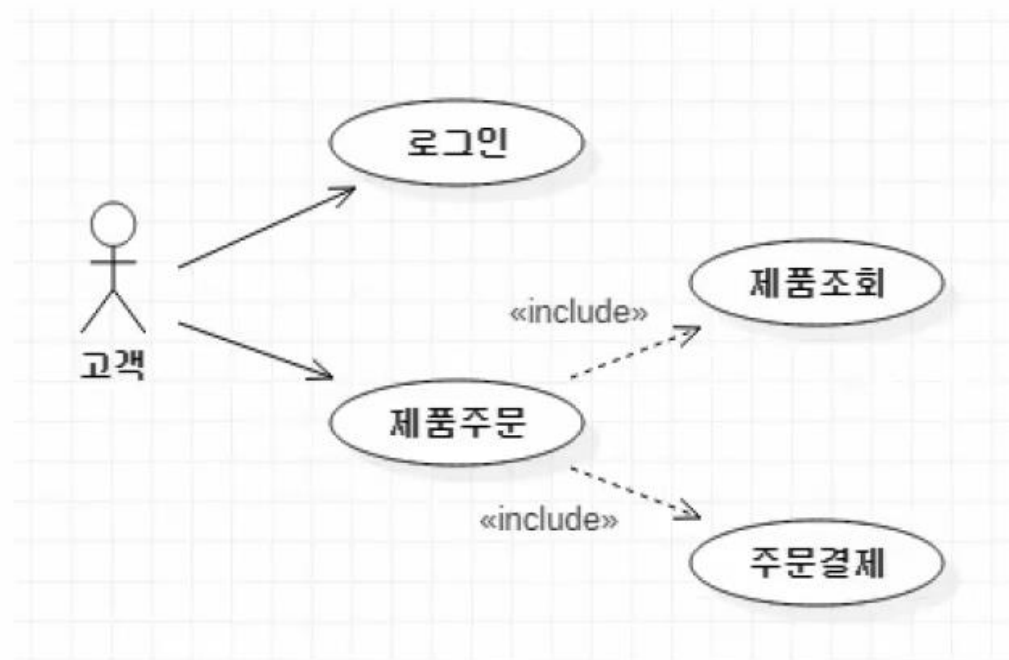 로그인
제품조회
«include»
고객
제품주문
«include»
주문결제